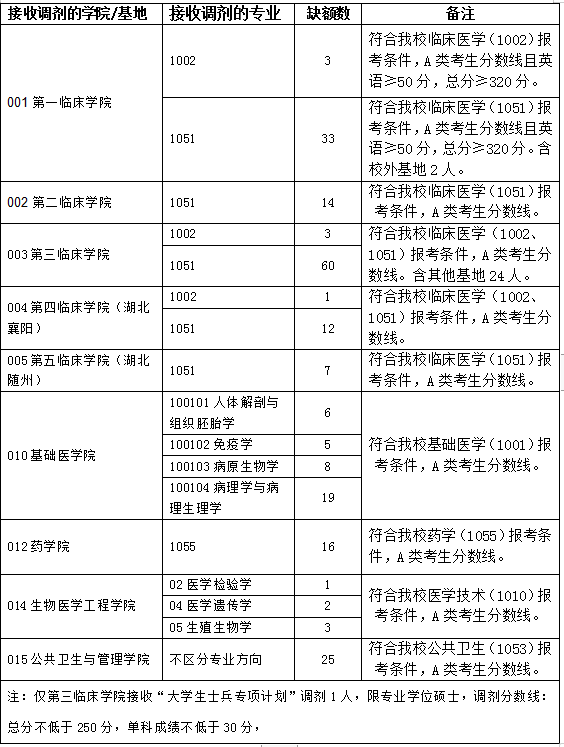 接收调剂的学院/基地 接收调剂的专业 缺额数 备注
001 第一临床学院
1002 3
符合我校临床医学（1002）报
考条件，A 类考生分数线且英
语≥50 分，总分≥320 分。
1051 33
符合我校临床医学（1051）报
考条件，A 类考生分数线且英
语≥50 分，总分≥320 分。含
校外基地 2 人。
002 第二临床学院 1051 14
符合我校临床医学（1051）报
考条件，A 类考生分数线。
003 第三临床学院
1002 3
1051 60
符合我校临床医学（1002、
1051）报考条件，A 类考生分
数线。含其他基地 24 人。
004 第四临床学院（湖北
襄阳）
1002 1
1051 12
符合我校临床医学（1002、
1051）报考条件，A 类考生分
数线。
005 第五临床学院（湖北
随州）
1051 7
符合我校临床医学（1051）报
考条件，A 类考生分数线。
010 基础医学院
100101 人体解剖与
组织胚胎学
6
100102 免疫学 5
100103 病原生物学 8
100104 病理学与病
理生理学
19
符合我校基础医学（1001）报
考条件，A 类考生分数线。
012 药学院 1055 16
符合我校药学（1055）报考条
件，A 类考生分数线。
014 生物医学工程学院
02 医学检验学 1
04 医学遗传学 2
05 生殖生物学 3
符合我校医学技术（1010）报
考条件，A 类考生分数线。
015 公共卫生与管理学院 不区分专业方向 25
符合我校公共卫生（1053）报
考条件，A 类考生分数线。
注：仅第三临床学院接收“大学生士兵专项计划”调剂 1 人，限专业学位硕士，调剂分数线：
总分不低于 250 分，单科成绩不低于 30 分，